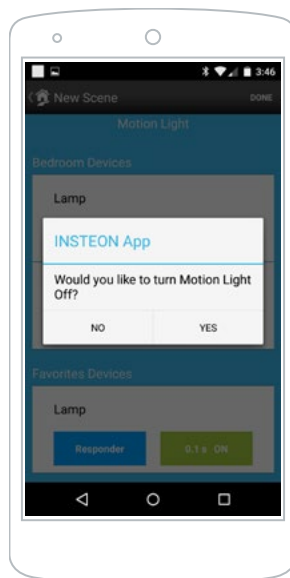 3:46
New Scene
DONE
Motion Light
Bedroom Devices
Lamp
INSTEON App
Would you like to turn Motion Light
Off?
NO YES
Favorites Devices
Lamp
Responder 0.1 s ON